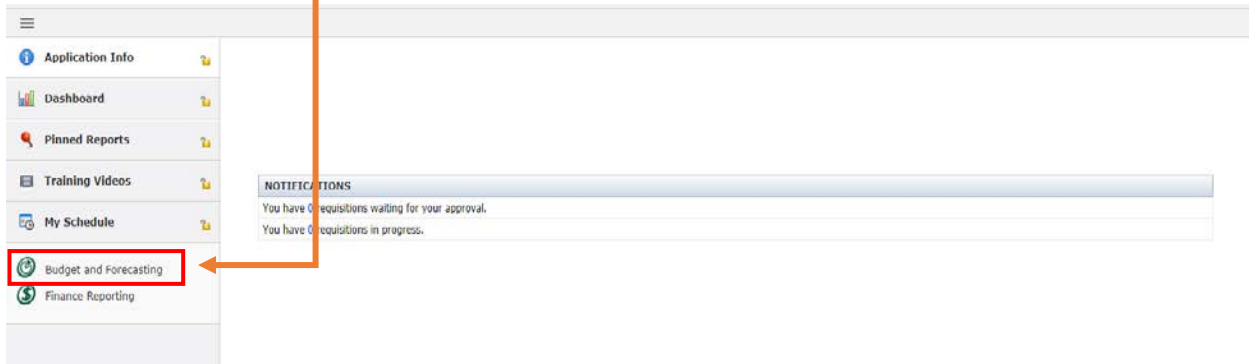 Application Info
Dashboard
Pinned Reports
Training Videos
My Schedule
Budget and Forecasting
Finance Reporting
NOTIFICATIONS
You have 0 requisitions waiting for your approval.
You have 0 requisitions in progress.